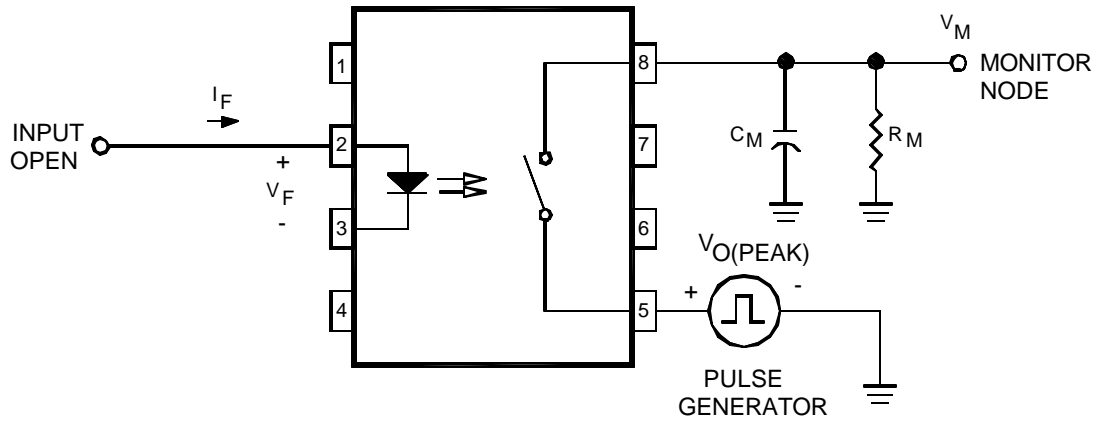 V_M
1
8
MONITOR
NODE
I_F
INPUT
OPEN
2
7
C_M
R_M
+
V_F
-
3
6
V_O(PEAK)
4
5
+
-
PULSE
GENERATOR